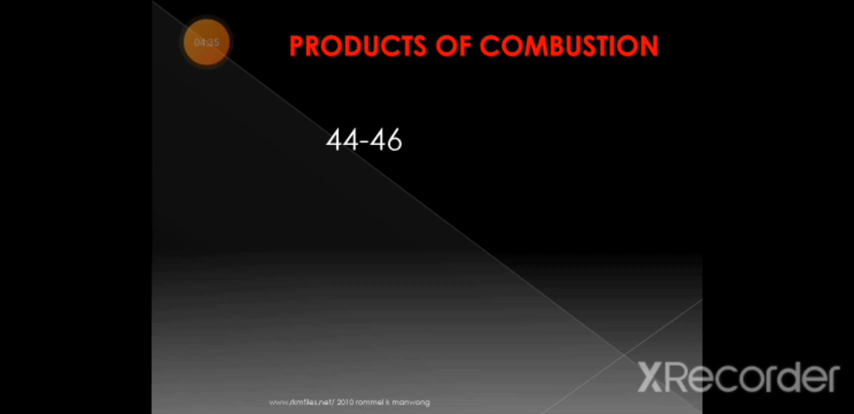 04:35
PRODUCTS OF COMBUSTION
44-46
www.rkmfiles.net/ 2010 rommel k manwong
XRecorder